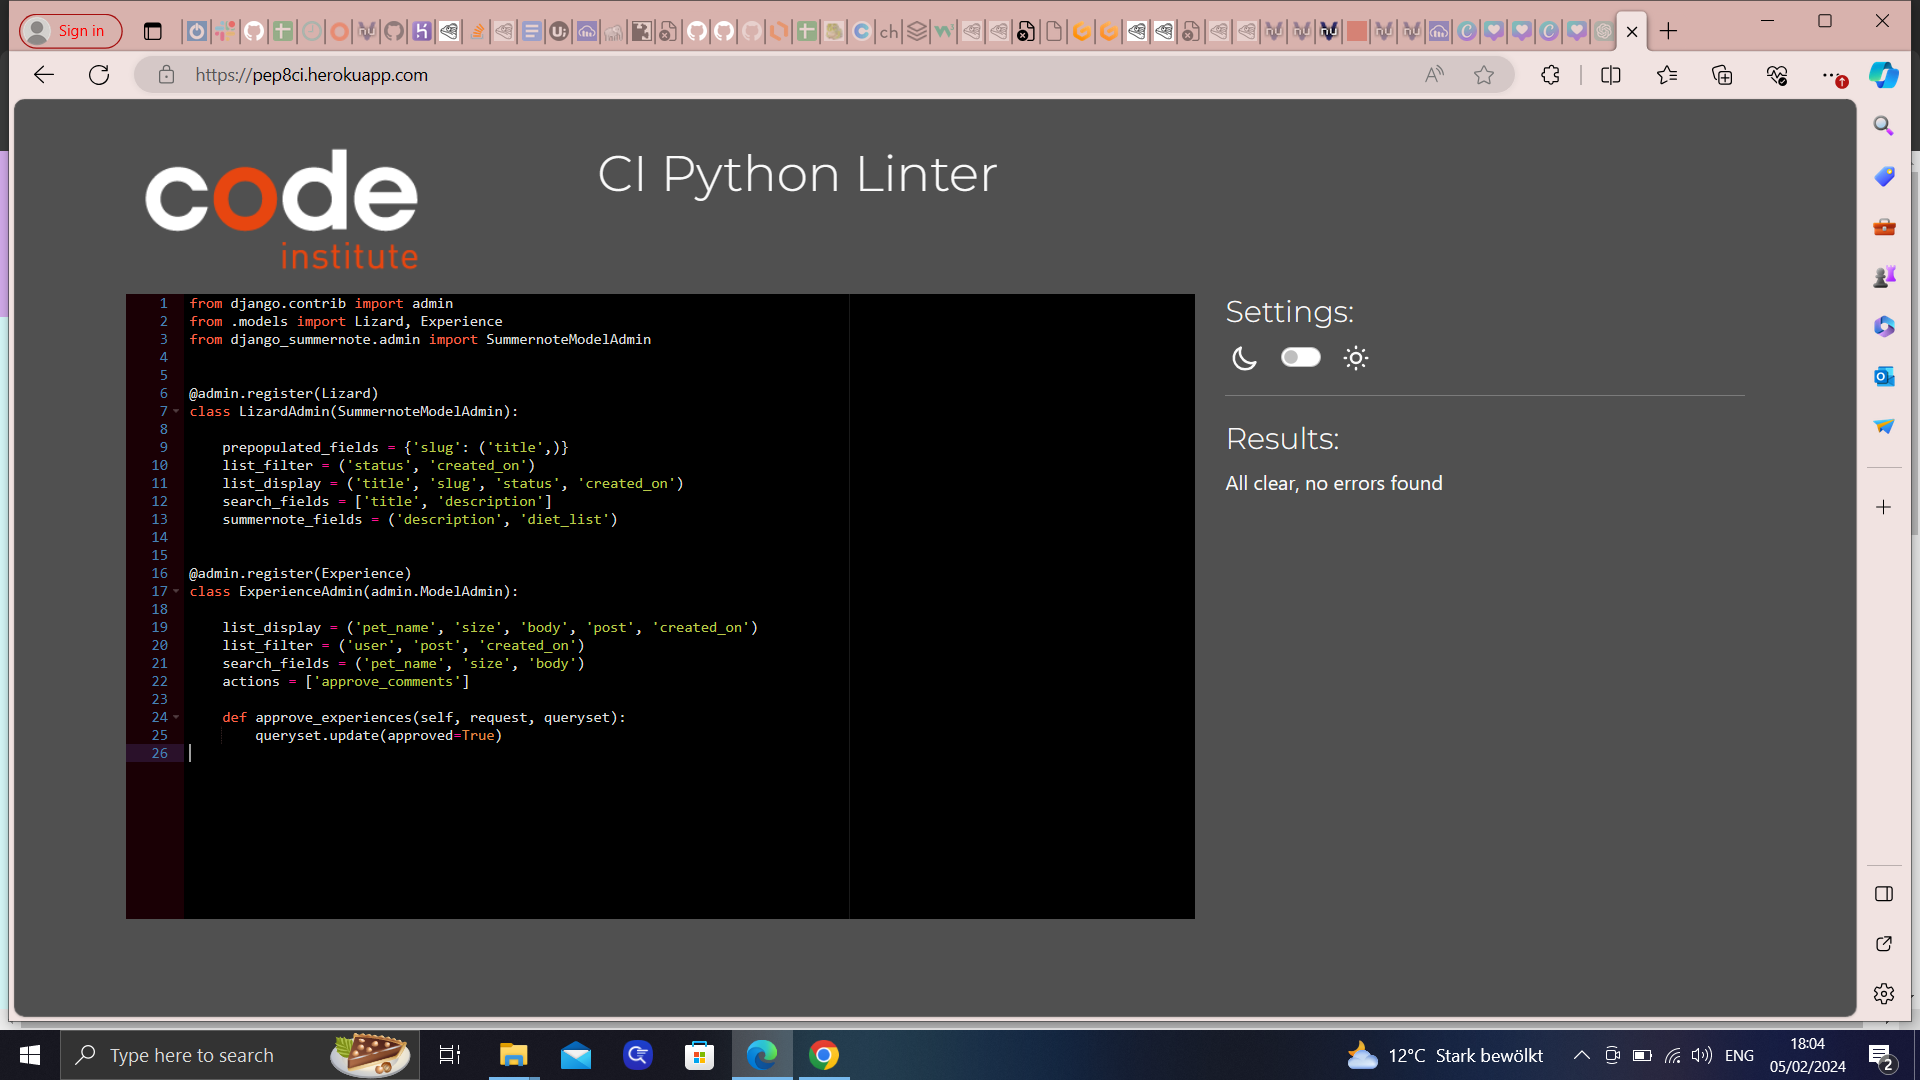 Sign in
https://pep8ci.herokuapp.com
code
institute
CI Python Linter
1 from django.contrib import admin
2 from .models import Lizard, Experience
3 from django_summernote.admin import SummernoteModelAdmin
4
5
6 @admin.register(Lizard)
7 class LizardAdmin(SummernoteModelAdmin):
8
9 prepopulated_fields = {'slug': ('title',)}
10 list_filter = ('status', 'created_on')
11 list_display = ('title', 'slug', 'status', 'created_on')
12 search_fields = ['title', 'description']
13 summernote_fields = ('description', 'diet_list')
14
15
16 @admin.register(Experience)
17 class ExperienceAdmin(admin.ModelAdmin):
18
19 list_display = ('pet_name', 'size', 'body', 'post', 'created_on')
20 list_filter = ('user', 'post', 'created_on')
21 search_fields = ('pet_name', 'size', 'body')
22 actions = ['approve_comments']
23
24 def approve_experiences(self, request, queryset):
25 queryset.update(approved=True)
26
Settings:
Results:
All clear, no errors found
Type here to search
12°C Stark bewölkt
ENG
18:04
05/02/2024
2